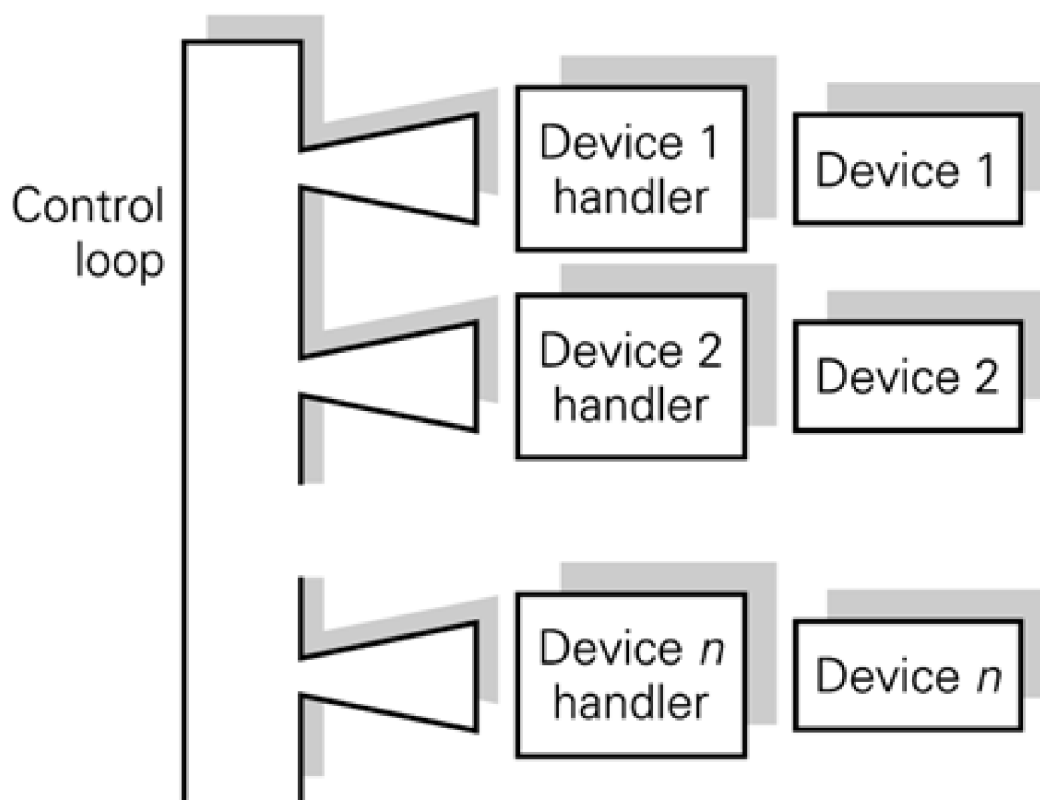 Control
loop
Device 1
handler
Device 1
Device 2
handler
Device 2
Device n
handler
Device n